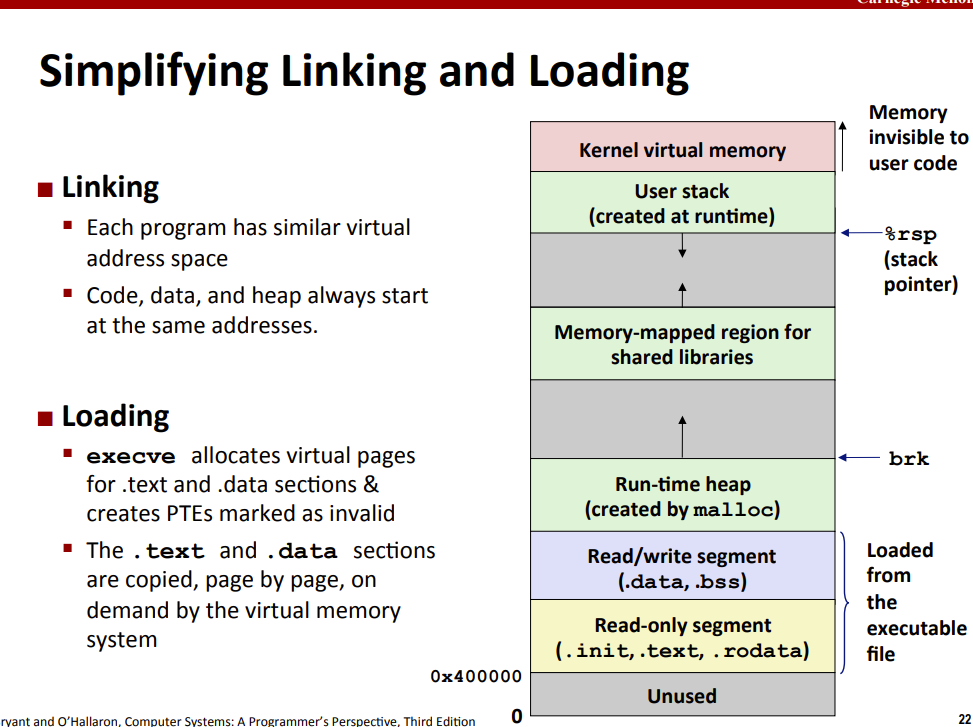 Carnegie Mellon
Simplifying Linking and Loading
Linking
Each program has similar virtual
address space
Code, data, and heap always start
at the same addresses.
Loading
execve allocates virtual pages
for .text and .data sections &
creates PTEs marked as invalid
The .text and .data sections
are copied, page by page, on
demand by the virtual memory
system
Kernel virtual memory
User stack
(created at runtime)
Memory-mapped region for
shared libraries
Run-time heap
(created by malloc)
Read/write segment
(.data, .bss)
Read-only segment
(.init, .text, .rodata)
Unused
0x400000
0
Memory
invisible to
user code
%rsp
(stack
pointer)
brk
Loaded
from
the
executable
file
ryant and O'Hallaron, Computer Systems: A Programmer's Perspective, Third Edition
22